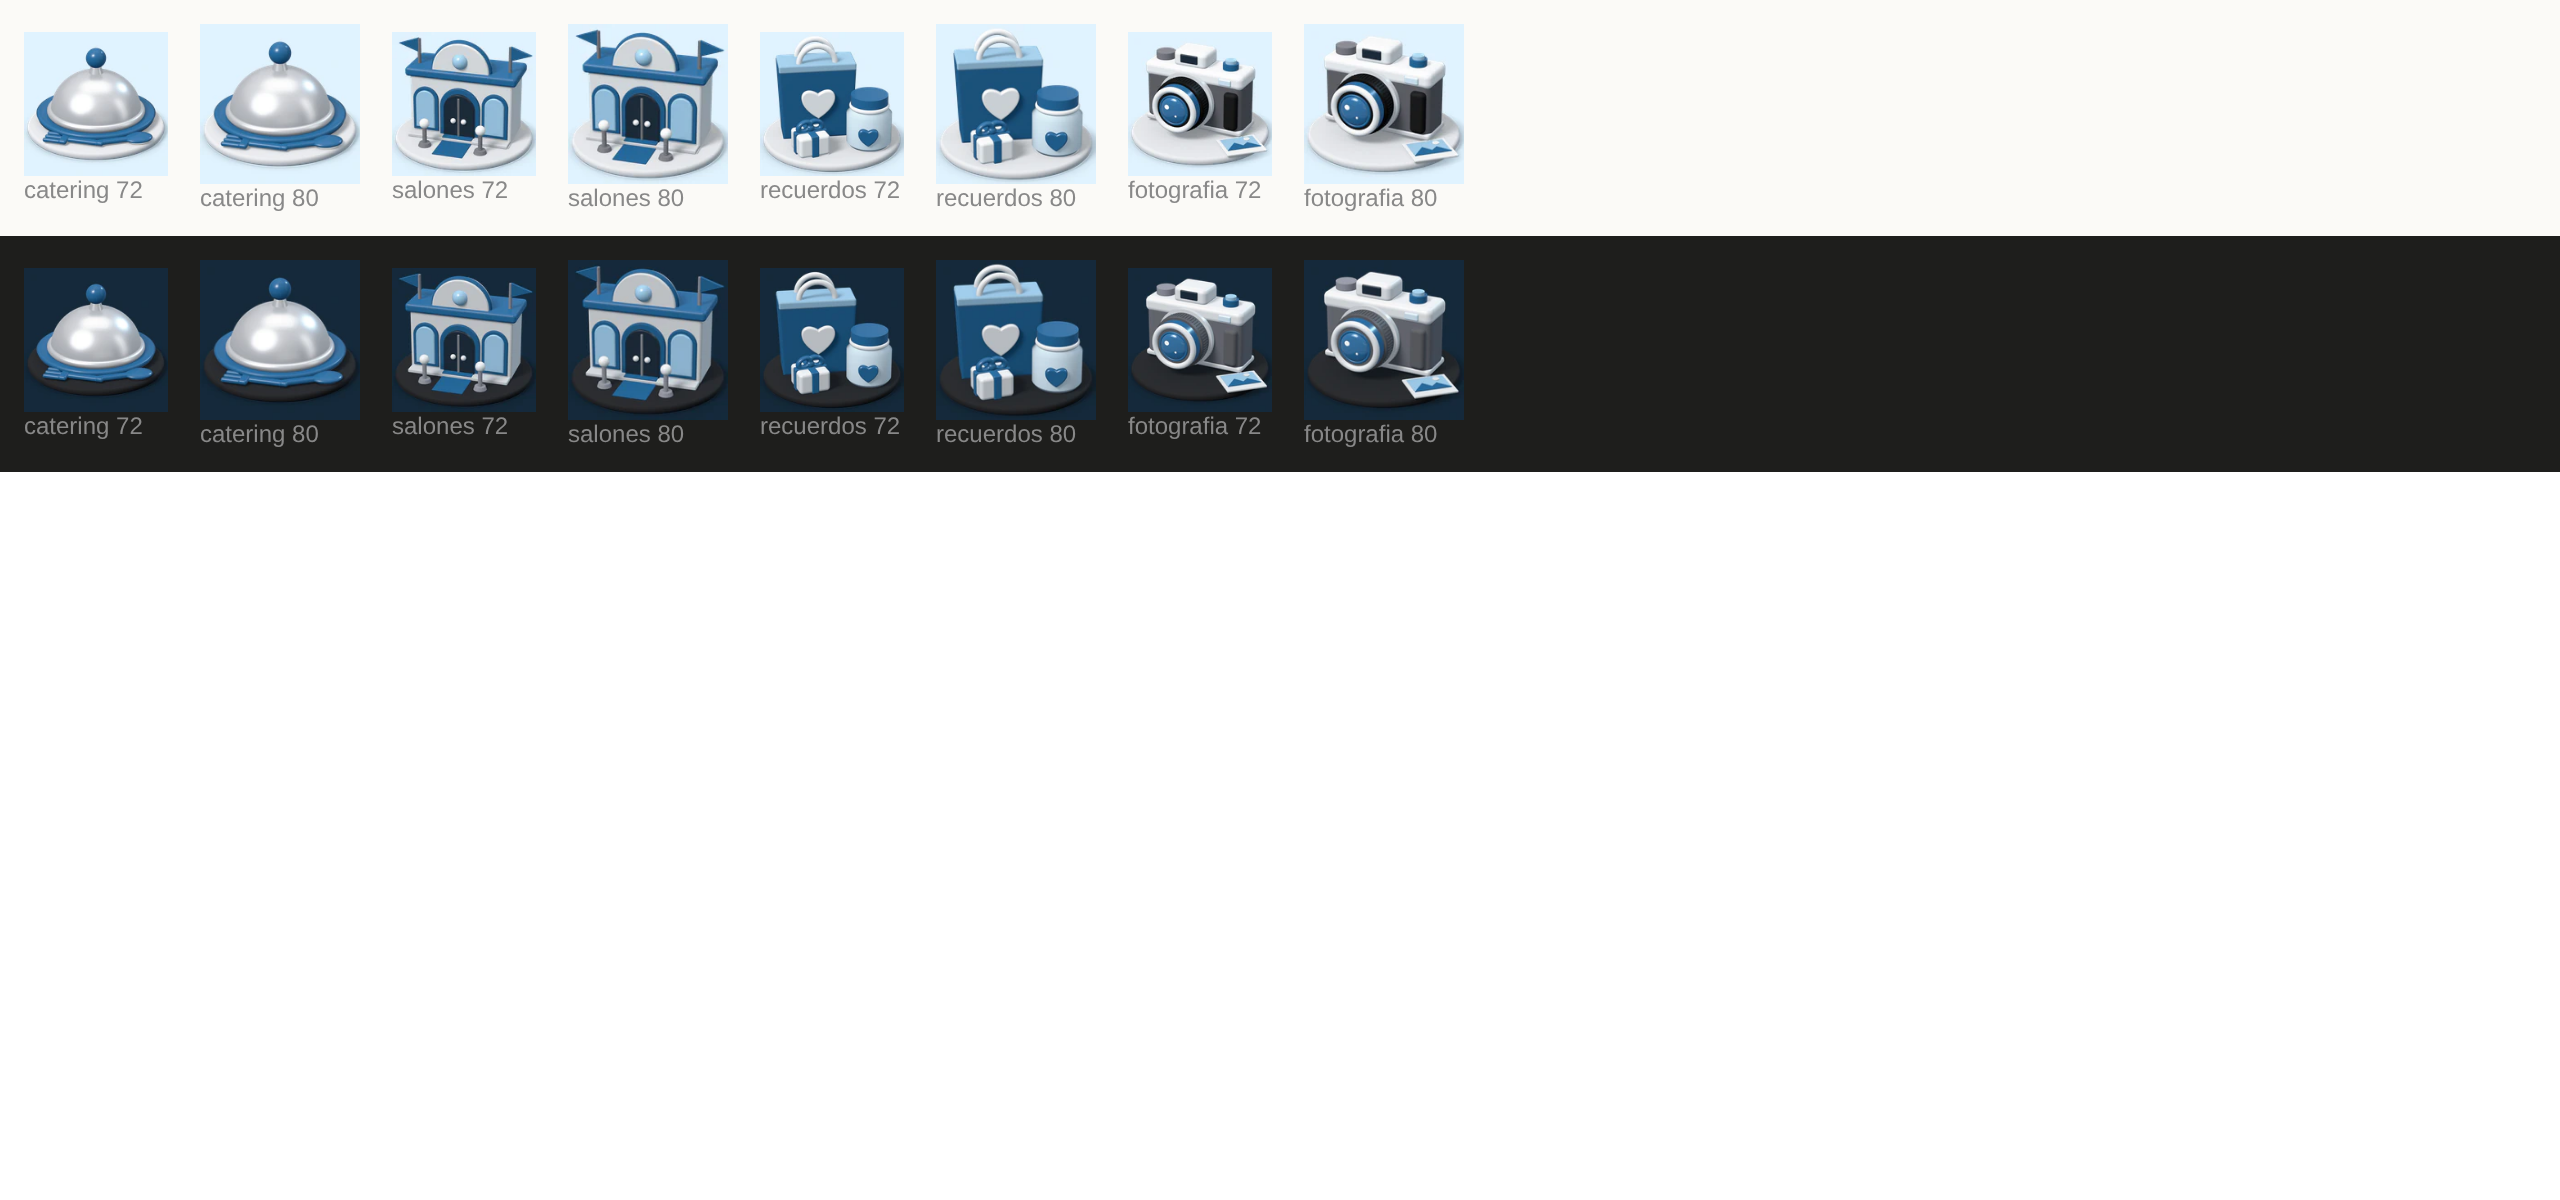 catering 72
catering 80
salones 72
salones 80
recuerdos 72
recuerdos 80
fotografia 72
fotografia 80
catering 72
catering 80
salones 72
salones 80
recuerdos 72
recuerdos 80
fotografia 72
fotografia 80